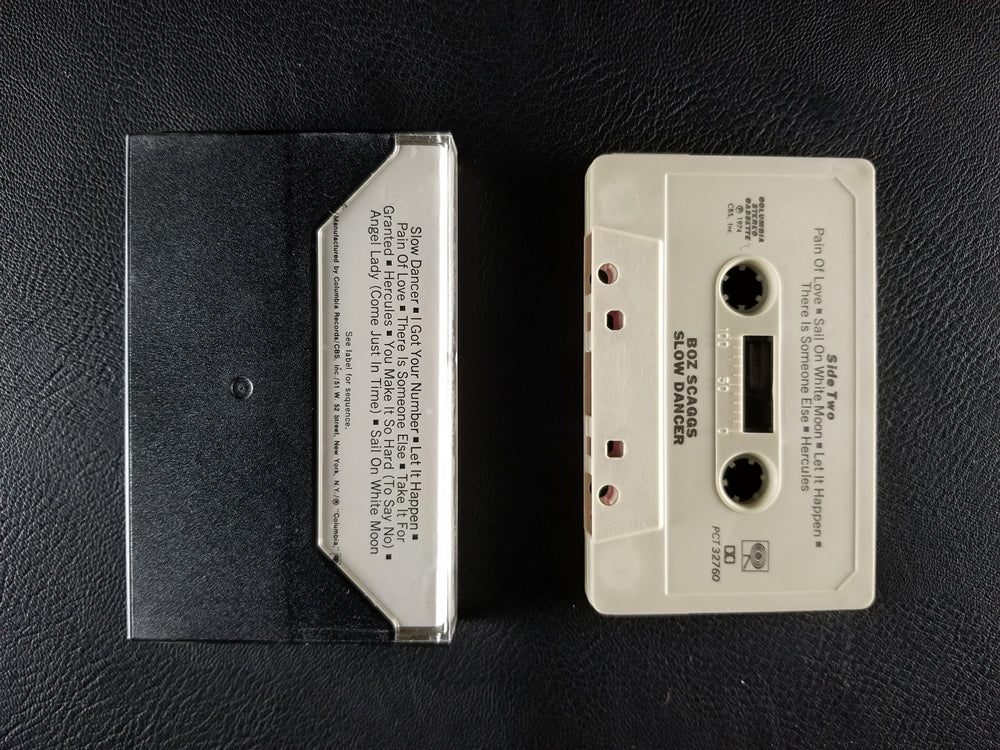 Slow Dancer ■ I Got Your Number ■ Let It Happen ■
Pain Of Love ■ There Is Someone Else ■ Take It For
Granted ■ Hercules ■ You Make It So Hard (To Say No) ■
Angel Lady (Come Just In Time) ■ Sail On White Moon
See label for sequence.
Manufactured by Columbia Records/CBS, Inc./51 W. 52 Street, New York, N.Y./® "Columbia,"
Side Two
Pain Of Love ■ Sail On White Moon ■ Let It Happen ■
There Is Someone Else ■ Hercules
COLUMBIA
STEREO
CASSETTE
℗ 1974
CBS, Inc.
100 50 0
PCT 32760
BOZ SCAGGS
SLOW DANCER